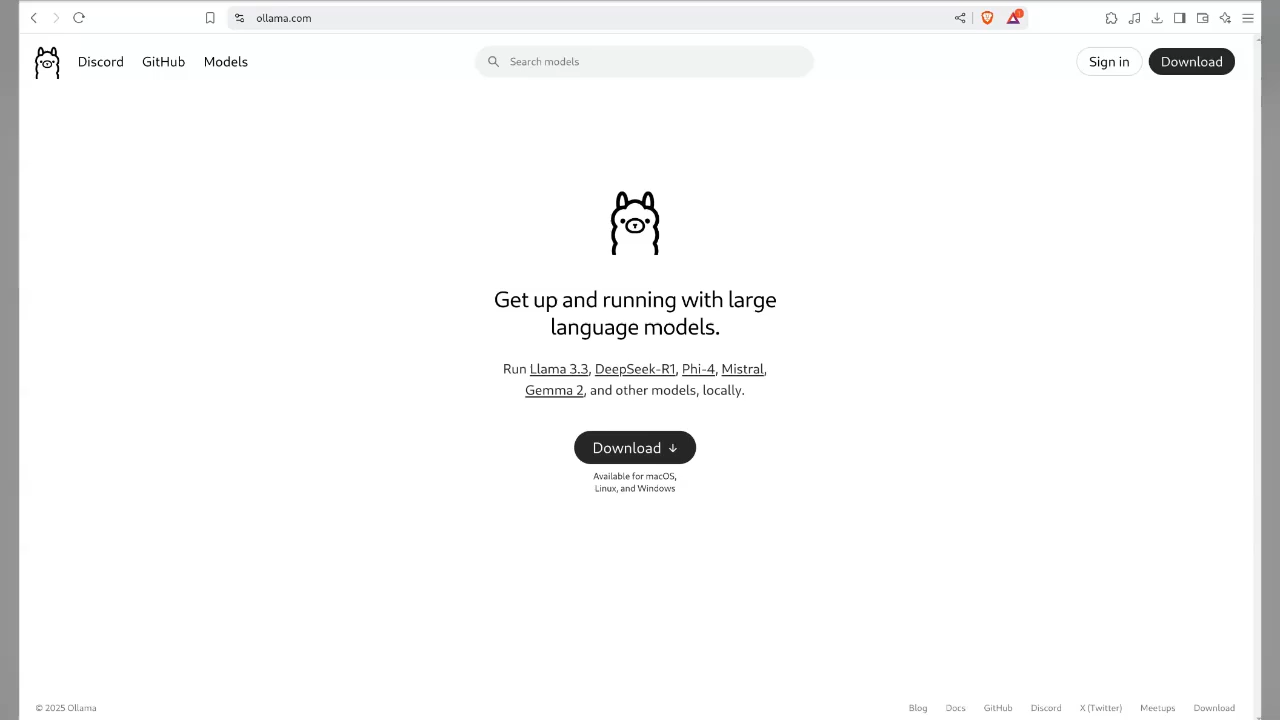 ollama.com
Discord GitHub Models
Search models
Sign in Download
Get up and running with large
language models.
Run Llama 3.3, DeepSeek-R1, Phi-4, Mistral,
Gemma 2, and other models, locally.
Download ↓
Available for macOS,
Linux, and Windows
© 2025 Ollama
Blog Docs GitHub Discord X (Twitter) Meetups Download